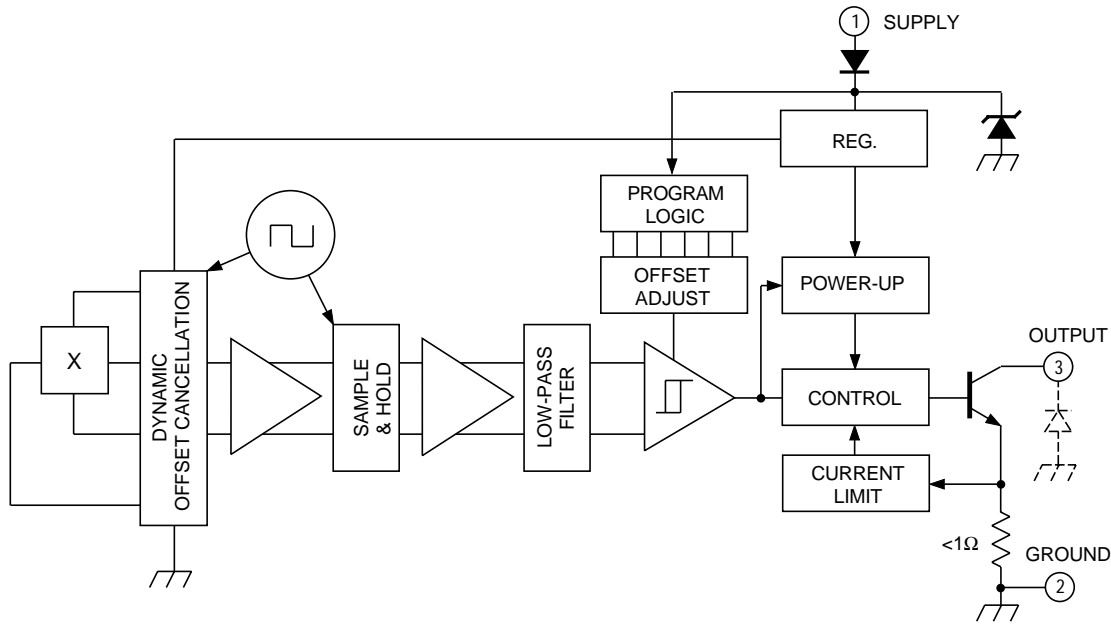 1
SUPPLY
REG.
PROGRAM
LOGIC
OFFSET
ADJUST
POWER-UP
X
DYNAMIC
OFFSET CANCELLATION
SAMPLE
& HOLD
LOW-PASS
FILTER
CONTROL
OUTPUT
3
CURRENT
LIMIT
<1Ω
GROUND
2